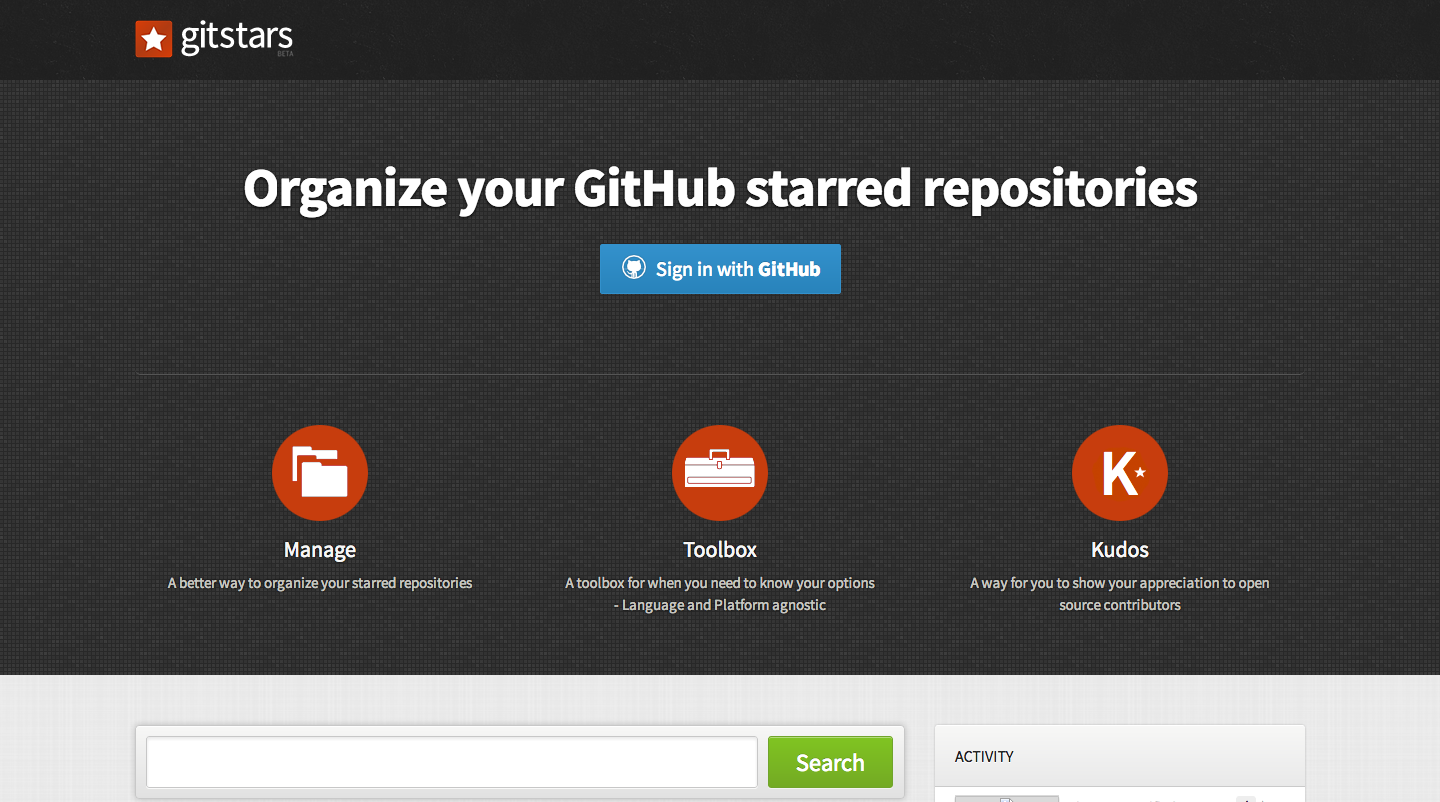 gitstars
BETA
Organize your GitHub starred repositories
Sign in with GitHub
K
Manage
A better way to organize your starred repositories
Toolbox
A toolbox for when you need to know your options
- Language and Platform agnostic
Kudos
A way for you to show your appreciation to open
source contributors
Search
ACTIVITY